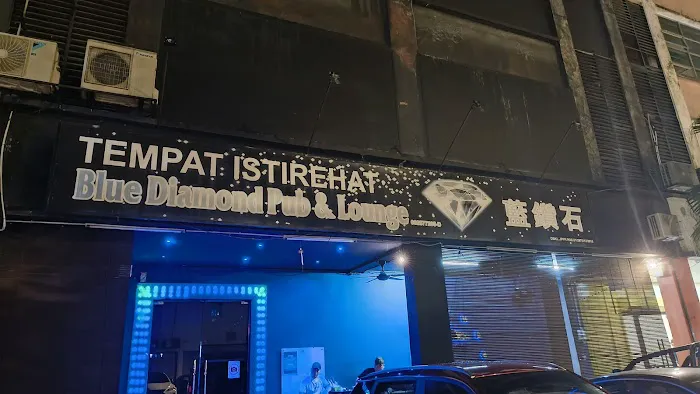 TEMPAT ISTIREHAT
Blue Diamond Pub & Lounge
藍鑽石